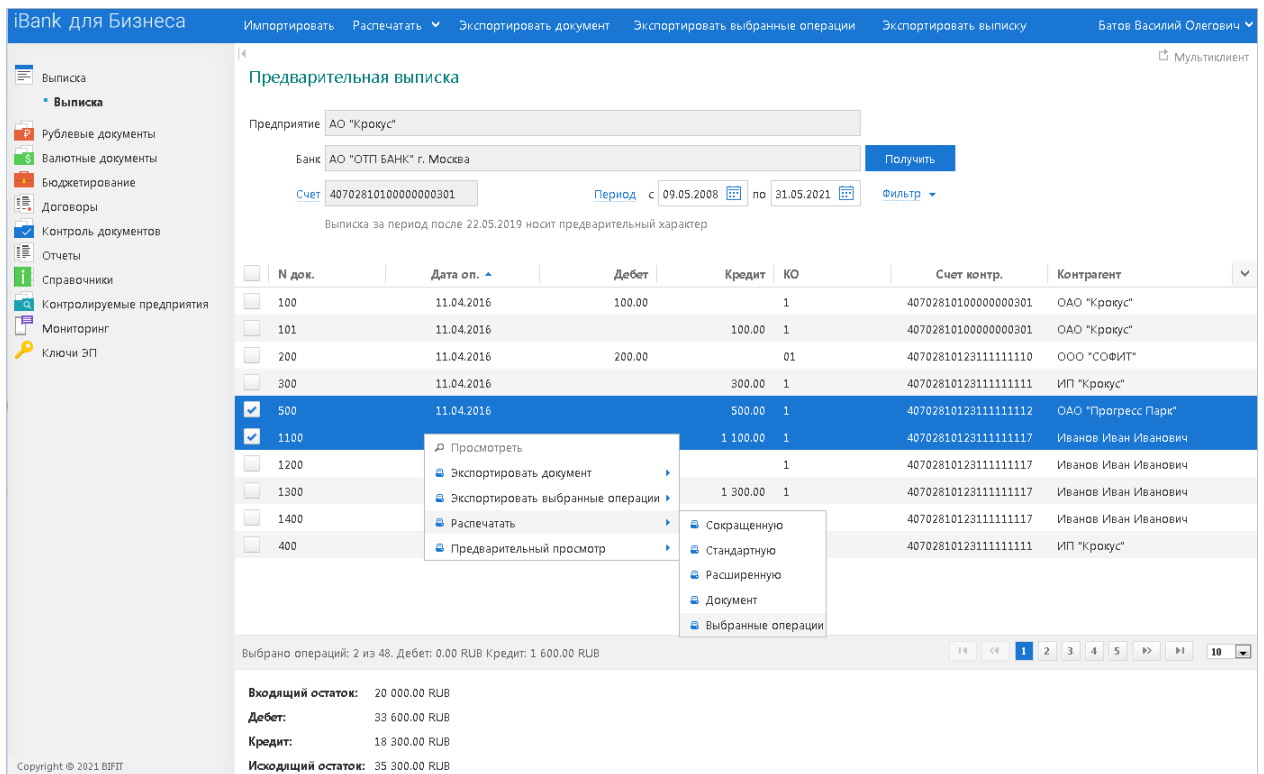 iBank для Бизнеса
Импортировать Распечатать Экспортировать документ Экспортировать выбранные операции Экспортировать выписку Батов Василий Олегович
Мультиклиент
Выписка
Выписка
Рублевые документы
Валютные документы
Бюджетирование
Договоры
Контроль документов
Отчеты
Справочники
Контролируемые предприятия
Мониторинг
Ключи ЭП
Предварительная выписка
Предприятие АО "Крокус"
Банк АО "ОТП БАНК" г. Москва Получить
Счет 40702810100000000301 Период с 09.05.2008 по 31.05.2021 Фильтр
Выписка за период после 22.05.2019 носит предварительный характер
N док. Дата оп. Дебет Кредит КО Счет контр. Контрагент
100 11.04.2016 100.00 1 40702810100000000301 ОАО "Крокус"
101 11.04.2016 100.00 1 40702810100000000301 ОАО "Крокус"
200 11.04.2016 200.00 01 40702810123111111110 ООО "СОФИТ"
300 11.04.2016 300.00 1 40702810123111111111 ИП "Крокус"
500 11.04.2016 500.00 1 40702810123111111112 ОАО "Прогресс Парк"
1100 1 100.00 1 40702810123111111117 Иванов Иван Иванович
1200 1 40702810123111111117 Иванов Иван Иванович
1300 1 300.00 1 40702810123111111117 Иванов Иван Иванович
1400 40702810123111111117 Иванов Иван Иванович
400 40702810123111111111 ИП "Крокус"
Просмотреть
Экспортировать документ
Экспортировать выбранные операции
Распечатать
Предварительный просмотр
Сокращенную
Стандартную
Расширенную
Документ
Выбранные операции
Выбрано операций: 2 из 48. Дебет: 0.00 RUB Кредит: 1 600.00 RUB 1 2 3 4 5 10
Входящий остаток: 20 000.00 RUB
Дебет: 33 600.00 RUB
Кредит: 18 300.00 RUB
Исходящий остаток: 35 300.00 RUB
Copyright © 2021 BIFIT